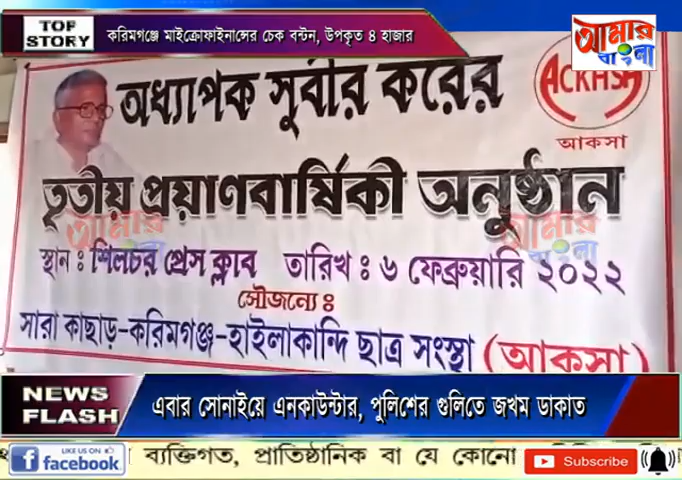 TOP STORY
করিমগঞ্জে মাইক্রোফাইনান্সের চেক বন্টন, উপকৃত ৪ হাজার
আমার বাংলা
অধ্যাপক সুবীর করের
ACKHSA
আকসা
তৃতীয় প্রয়াণবার্ষিকী অনুষ্ঠান
আমার বাংলা
আমার বাংলা
স্থান : শিলচর প্রেস ক্লাব তারিখ : ৬ ফেব্রুয়ারি ২০২২
সৌজন্যে :
সারা কাছাড়-করিমগঞ্জ-হাইলাকান্দি ছাত্র সংস্থা (আকসা)
NEWS FLASH
এবার সোনাইয়ে এনকাউন্টার, পুলিশের গুলিতে জখম ডাকাত
LIKE US ON
facebook
ব্যক্তিগত, প্রাতিষ্ঠানিক বা যে কোনো
Subscribe